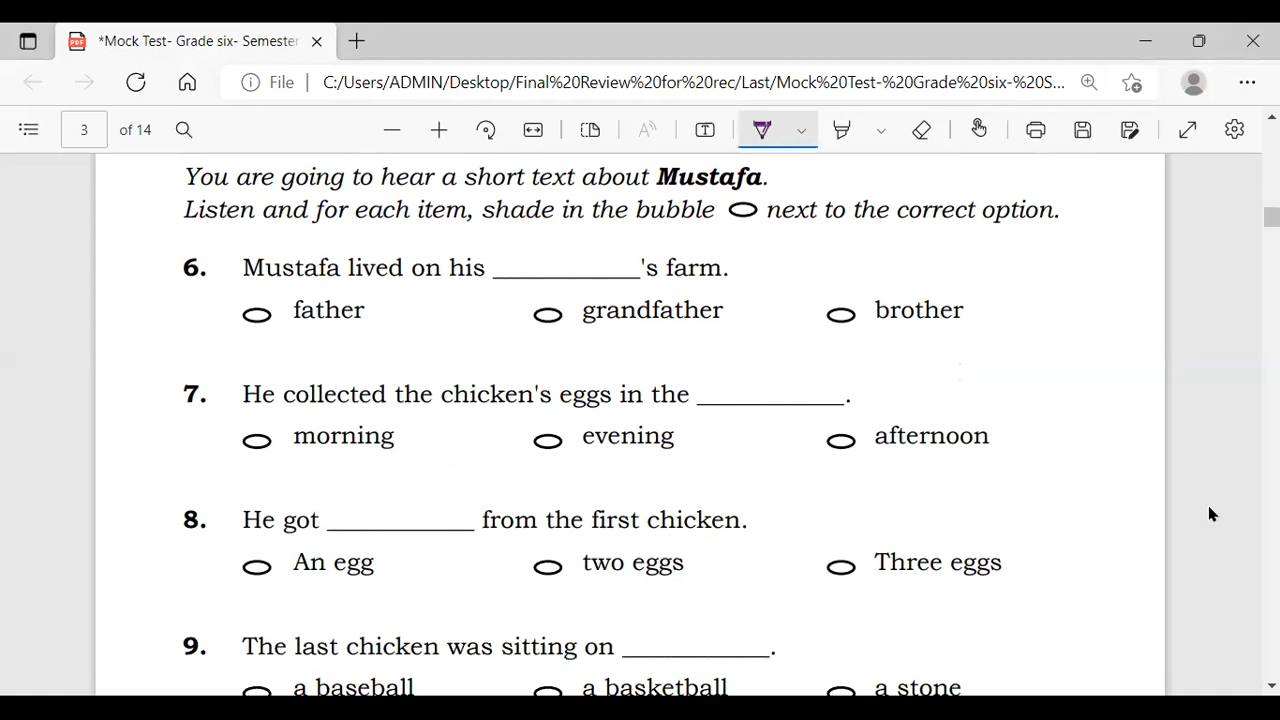 *Mock Test- Grade six- Semester
File C:/Users/ADMIN/Desktop/Final%20Review%20for%20rec/Last/Mock%20Test-%20Grade%20six-%20S...
3 of 14
You are going to hear a short text about Mustafa.
Listen and for each item, shade in the bubble next to the correct option.
6. Mustafa lived on his ____________'s farm.
father grandfather brother
7. He collected the chicken's eggs in the ____________.
morning evening afternoon
8. He got ____________ from the first chicken.
An egg two eggs Three eggs
9. The last chicken was sitting on ____________.
a baseball a basketball a stone